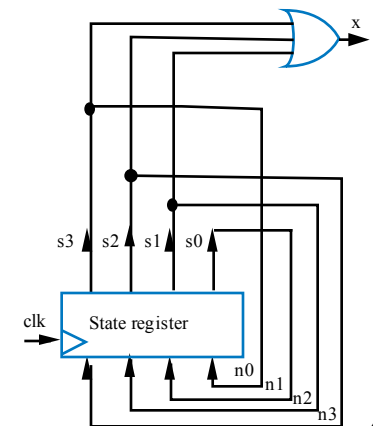 x
s3 s2 s1 s0
clk
State register
n0
n1
n2
n3